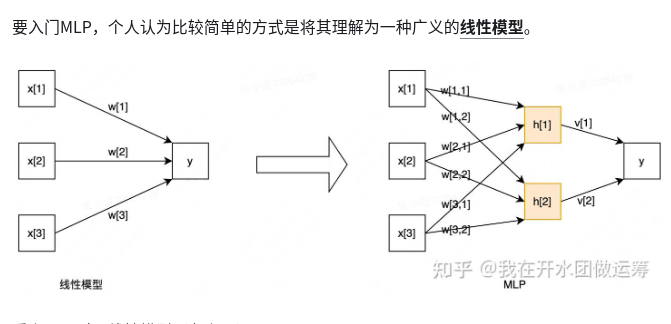 要入门MLP，个人认为比较简单的方式是将其理解为一种广义的线性模型。
x[1]
w[1]
x[2]
w[2]
y
x[3]
w[3]
线性模型
x[1]
w[1,1]
w[1,2]
h[1]
v[1]
x[2]
w[2,1]
w[2,2]
y
h[2]
v[2]
x[3]
w[3,1]
w[3,2]
MLP
知乎 @我在开水团做运筹